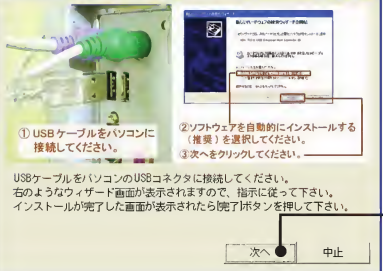 ① USBケーブルをパソコンに
接続してください。
②ソフトウェアを自動的にインストールする
(推奨)を選択してください。
③次へをクリックしてください。
USBケーブルをパソコンのUSBコネクタに接続してください。
右のようなウィザード画面が表示されますので、指示に従って下さい。
インストールが完了した画面が表示されたら[完了]ボタンを押して下さい。
次へ
中止